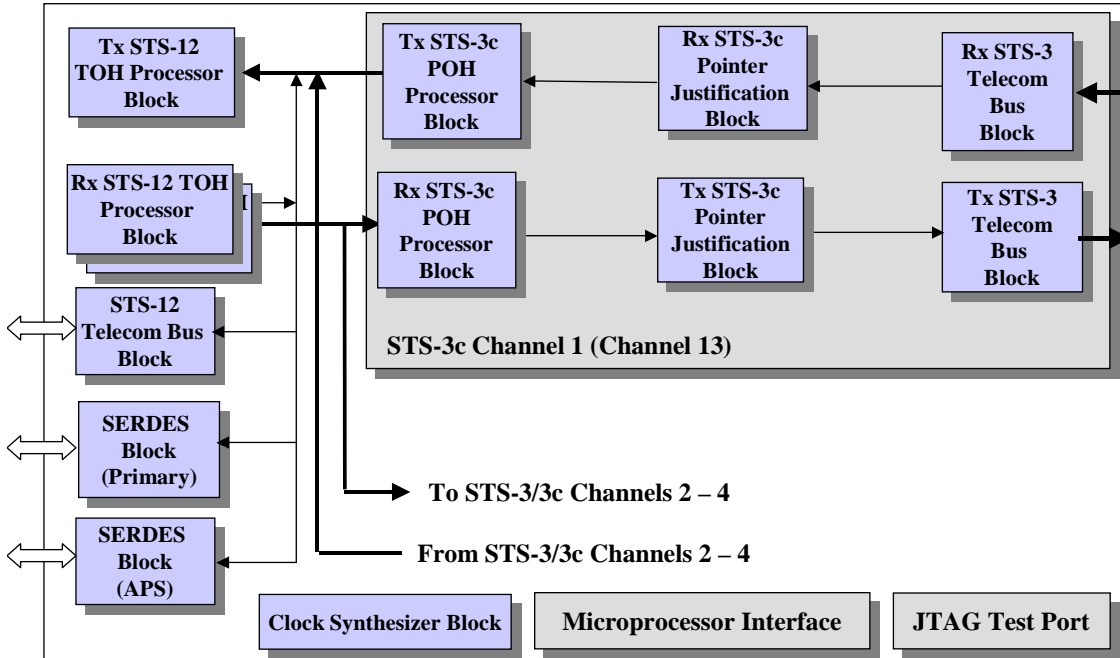 Tx STS-12
TOH Processor
Block
Tx STS-3c
POH
Processor
Block
Rx STS-3c
Pointer
Justification
Block
Rx STS-3
Telecom
Bus
Block
Rx STS-12 TOH
Processor
Block
Rx STS-3c
POH
Processor
Block
Tx STS-3c
Pointer
Justification
Block
Tx STS-3
Telecom
Bus
Block
STS-12
Telecom Bus
Block
STS-3c Channel 1 (Channel 13)
SERDES
Block
(Primary)
To STS-3/3c Channels 2 – 4
SERDES
Block
(APS)
From STS-3/3c Channels 2 – 4
Clock Synthesizer Block
Microprocessor Interface
JTAG Test Port